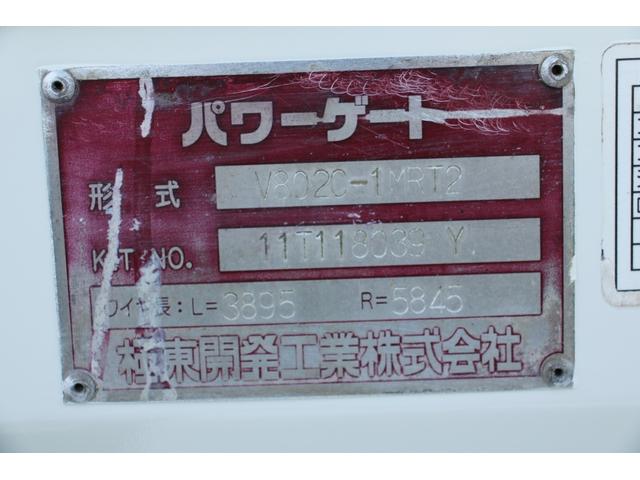 パワーゲート
形式 V802C-1MRT2
K.T. NO. 11T118039 Y
ワイヤ長:L=3895 R=5845
極東開発工業株式会社